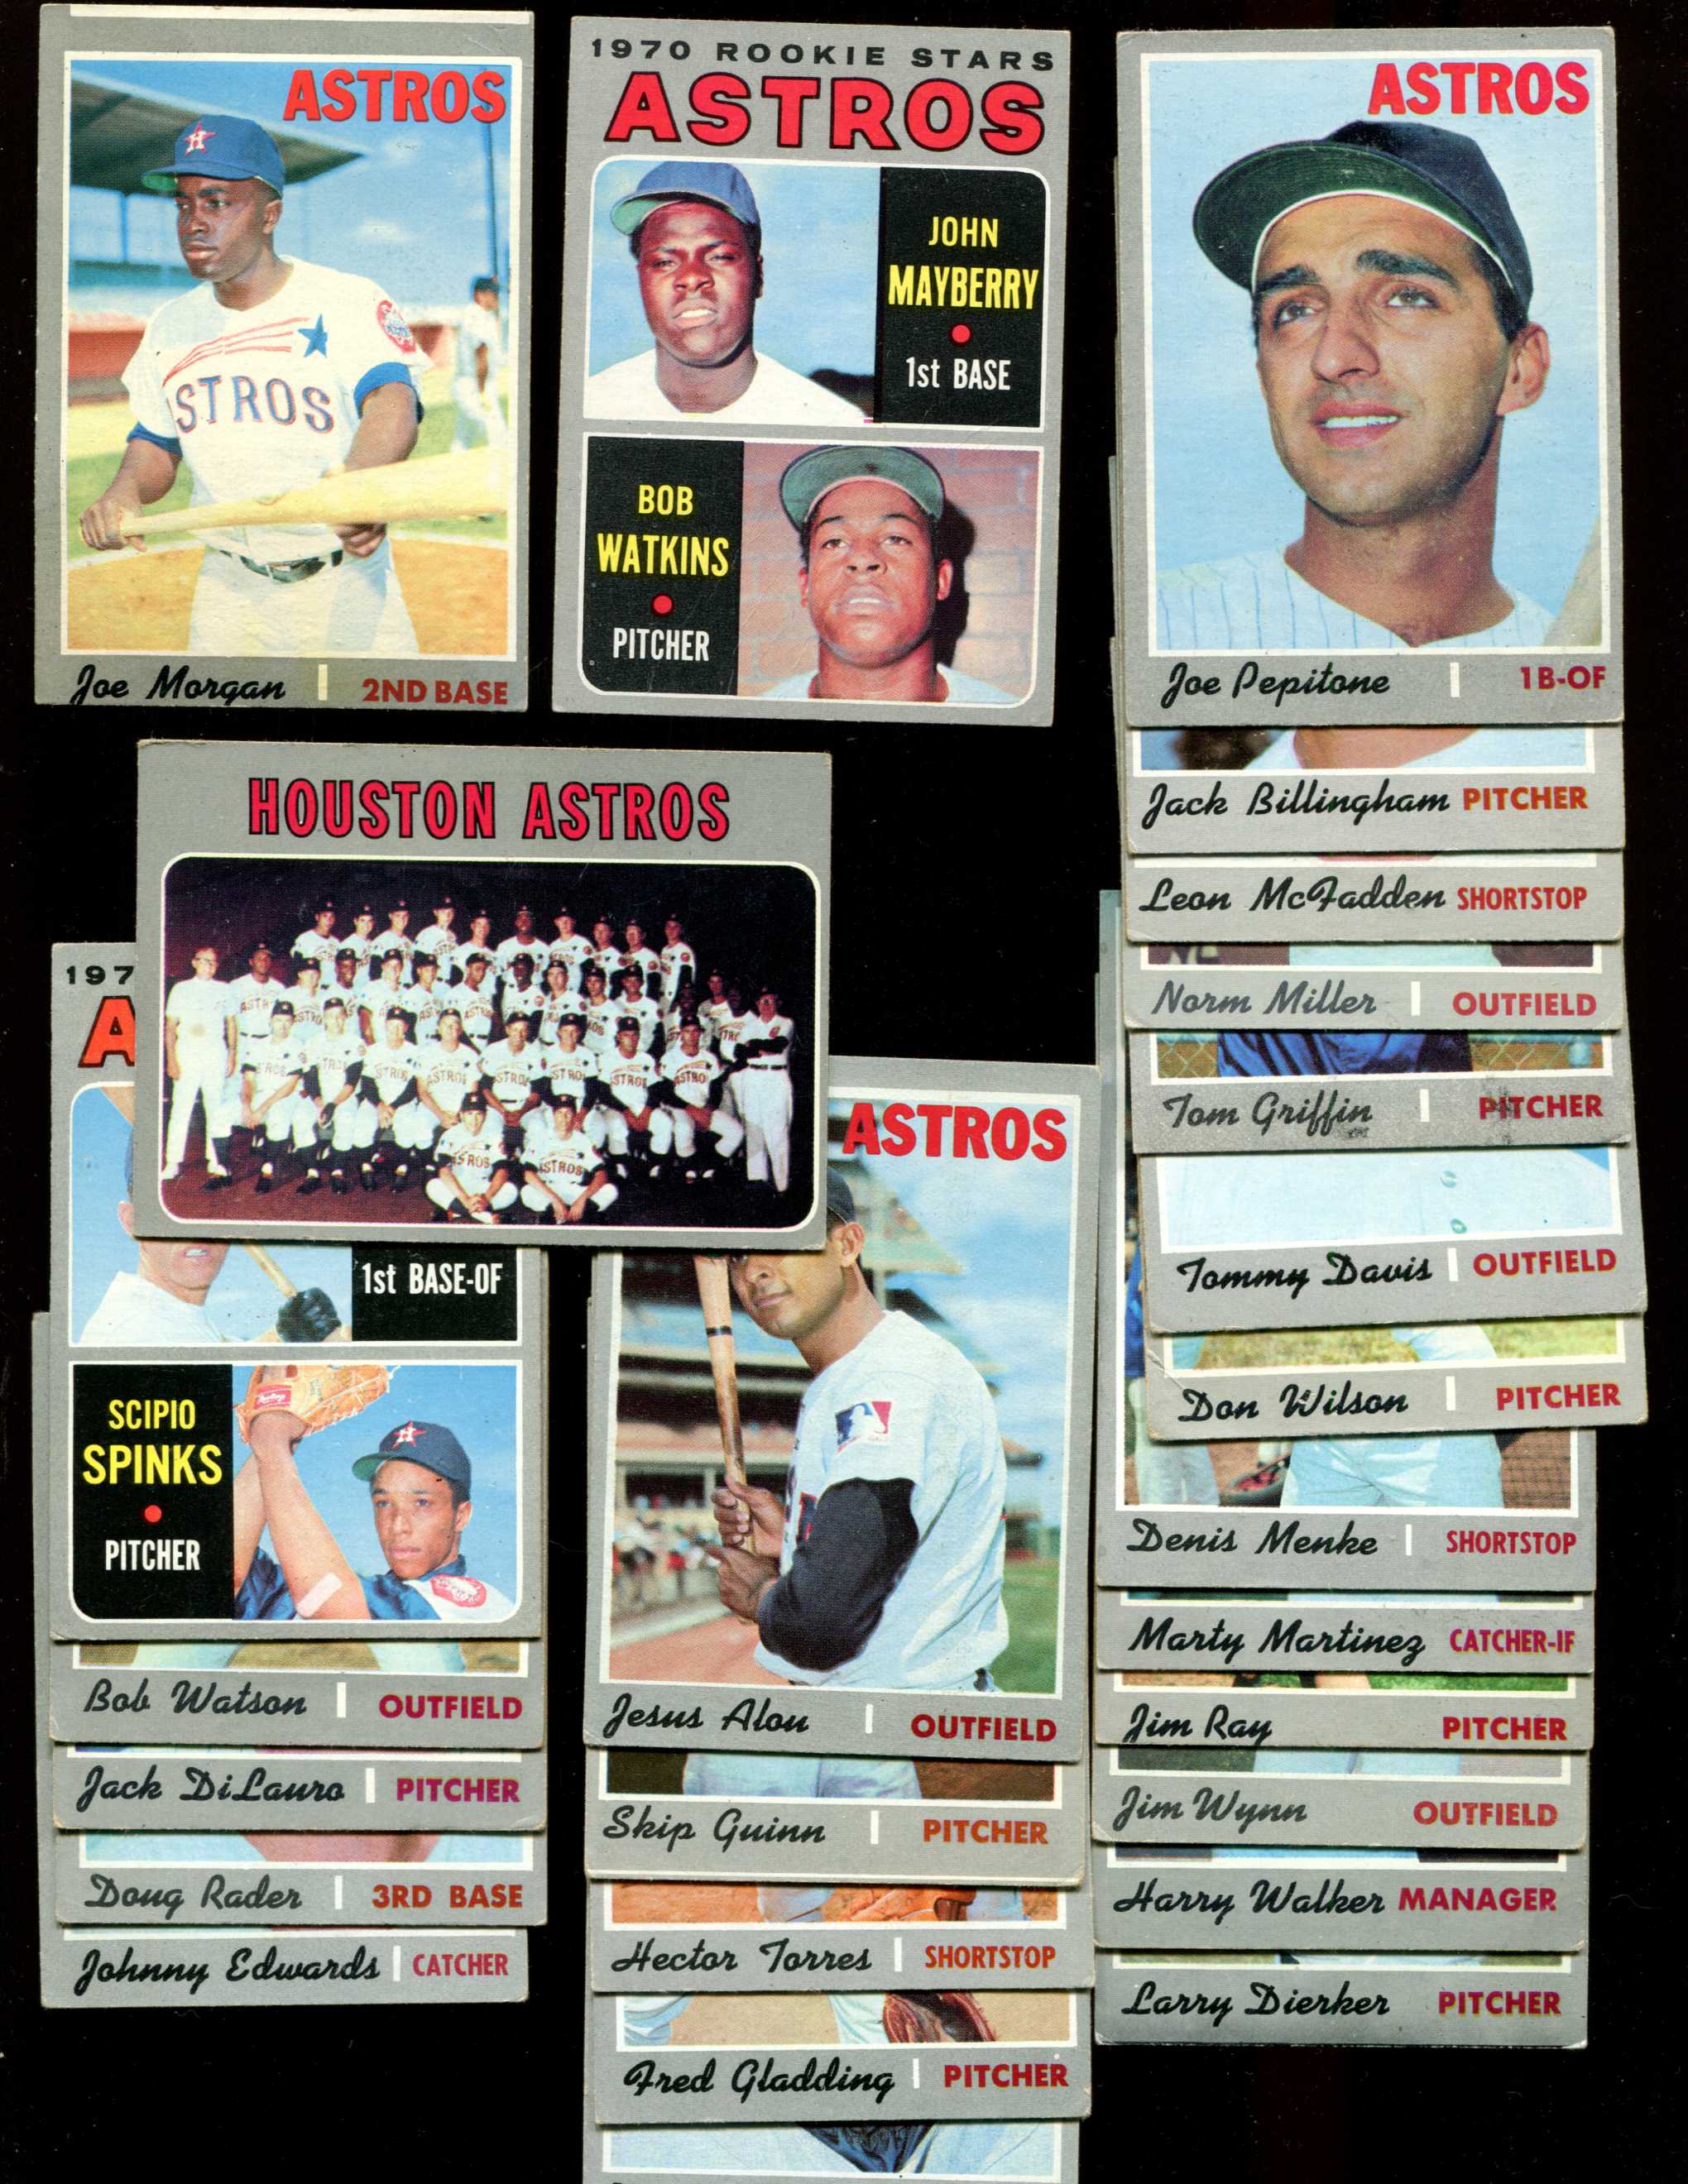 ASTROS
STROS
Joe Morgan 2ND BASE
1970 ROOKIE STARS
ASTROS
JOHN
MAYBERRY
1st BASE
BOB
WATKINS
PITCHER
ASTROS
Joe Pepitone 1B-OF
Jack Billingham PITCHER
Leon McFadden SHORTSTOP
Norm Miller OUTFIELD
Tom Griffin PITCHER
Tommy Davis OUTFIELD
Don Wilson PITCHER
Denis Menke SHORTSTOP
Marty Martinez CATCHER-IF
Jim Ray PITCHER
Jim Wynn OUTFIELD
Harry Walker MANAGER
Larry Dierker PITCHER
HOUSTON ASTROS
197
A
1st BASE-OF
SCIPIO
SPINKS
PITCHER
Bob Watson OUTFIELD
Jack DiLauro PITCHER
Doug Rader 3RD BASE
Johnny Edwards CATCHER
ASTROS
Jesus Alou OUTFIELD
Skip Guinn PITCHER
Hector Torres SHORTSTOP
Fred Gladding PITCHER